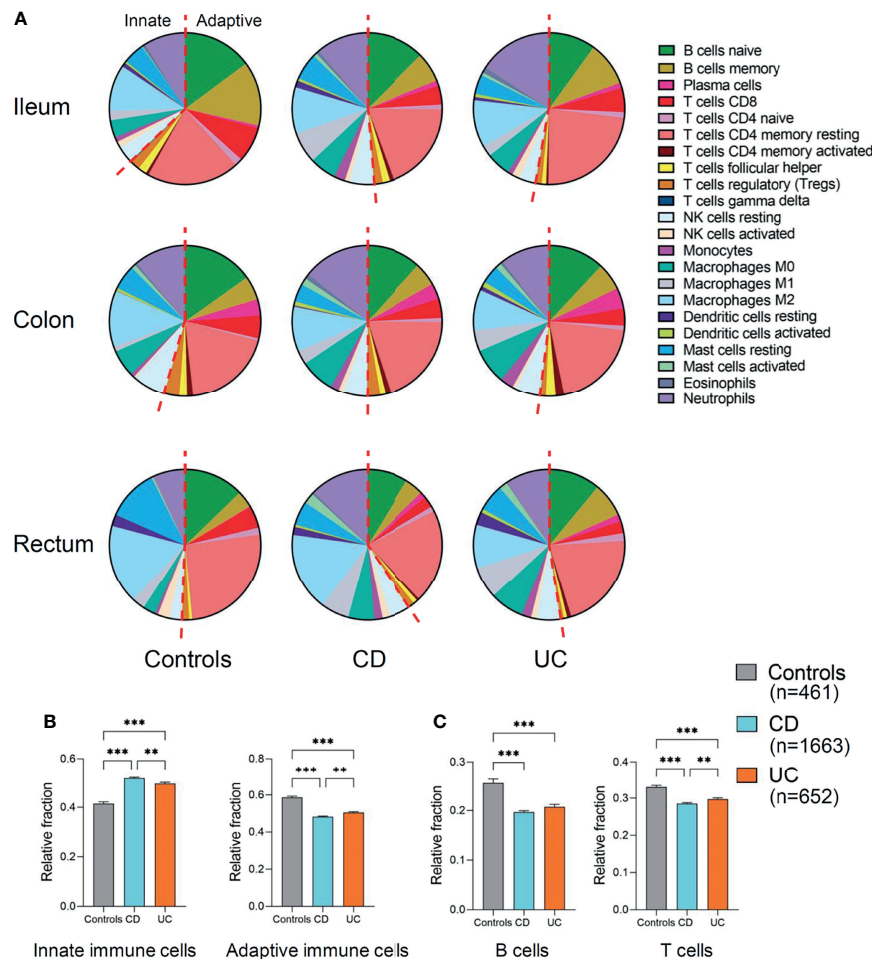 A
Innate
Adaptive
Ileum
Colon
Rectum
Controls
CD
UC
B cells naive
B cells memory
Plasma cells
T cells CD8
T cells CD4 naive
T cells CD4 memory resting
T cells CD4 memory activated
T cells follicular helper
T cells regulatory (Tregs)
T cells gamma delta
NK cells resting
NK cells activated
Monocytes
Macrophages M0
Macrophages M1
Macrophages M2
Dendritic cells resting
Dendritic cells activated
Mast cells resting
Mast cells activated
Eosinophils
Neutrophils
Controls
(n=461)
CD
(n=1663)
UC
(n=652)
B
***
*** **
Relative fraction
0.6
0.4
0.2
0.0
Controls CD UC
Innate immune cells
***
*** **
Relative fraction
0.8
0.6
0.4
0.2
0.0
Controls CD UC
Adaptive immune cells
C
***
***
Relative fraction
0.3
0.2
0.1
0.0
Controls CD UC
B cells
***
*** **
Relative fraction
0.4
0.3
0.2
0.1
0.0
Controls CD UC
T cells